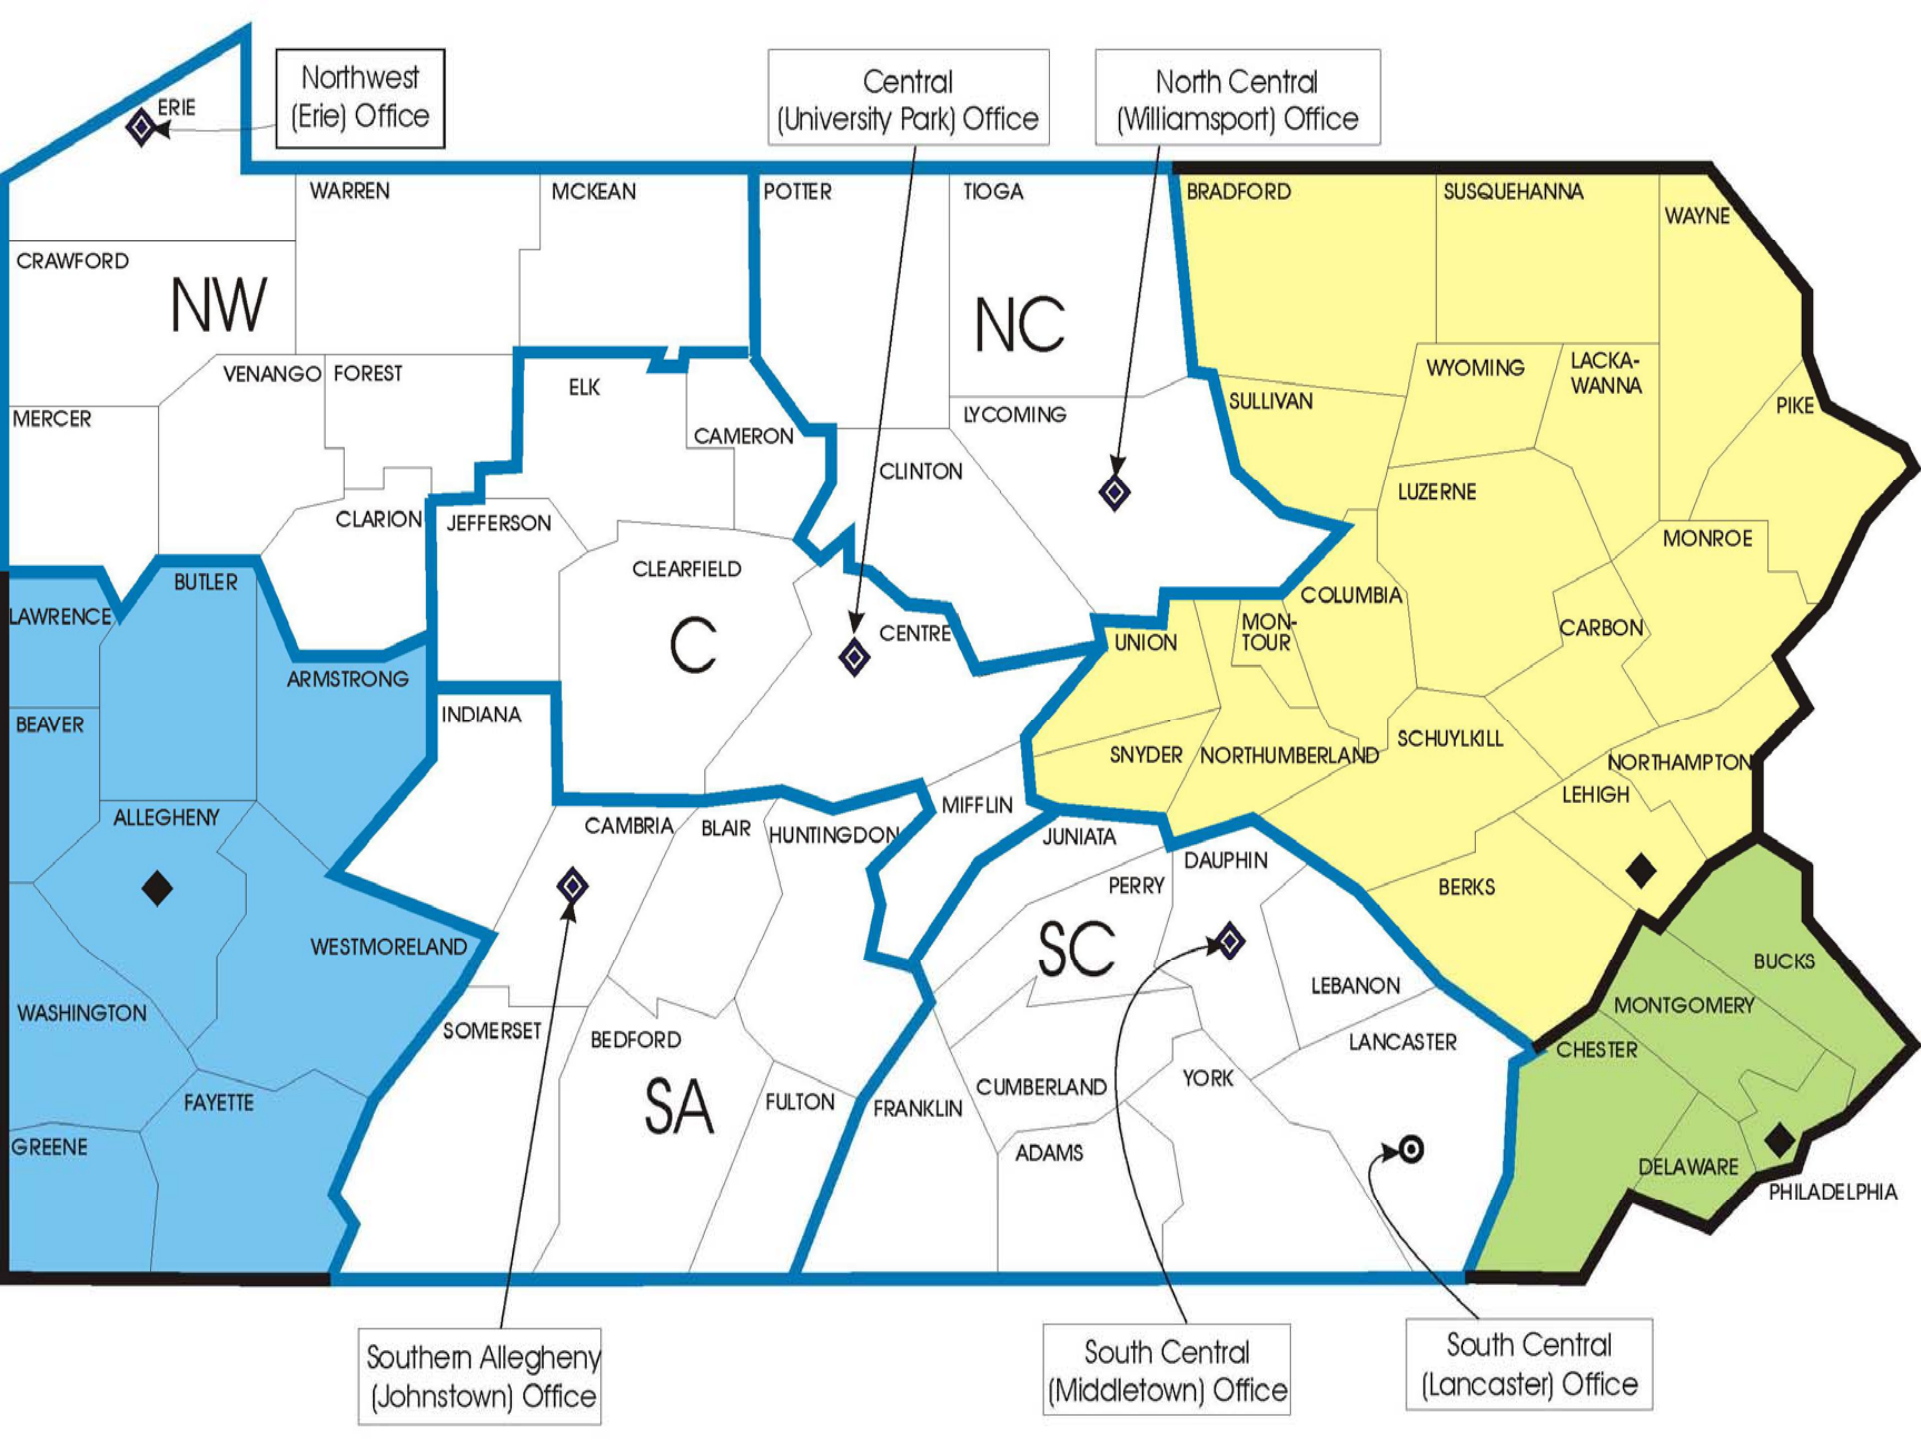 Northwest
(Erie) Office
Central
(University Park) Office
North Central
(Williamsport) Office
ERIE
WARREN
MCKEAN
POTTER
TIOGA
BRADFORD
SUSQUEHANNA
WAYNE
CRAWFORD
NW
NC
VENANGO
FOREST
ELK
WYOMING
LACKA-
WANNA
MERCER
CAMERON
LYCOMING
SULLIVAN
PIKE
CLINTON
CLARION
JEFFERSON
LUZERNE
CLEARFIELD
MONROE
BUTLER
LAWRENCE
C
CENTRE
UNION
MON-
TOUR
COLUMBIA
CARBON
ARMSTRONG
BEAVER
INDIANA
SNYDER
NORTHUMBERLAND
SCHUYLKILL
NORTHAMPTON
LEHIGH
ALLEGHENY
CAMBRIA
BLAIR
HUNTINGDON
MIFFLIN
JUNIATA
DAUPHIN
PERRY
BERKS
WESTMORELAND
SC
BUCKS
WASHINGTON
SOMERSET
BEDFORD
LEBANON
MONTGOMERY
LANCASTER
CHESTER
FAYETTE
SA
FULTON
FRANKLIN
CUMBERLAND
YORK
GREENE
ADAMS
DELAWARE
PHILADELPHIA
Southern Allegheny
(Johnstown) Office
South Central
(Middletown) Office
South Central
(Lancaster) Office